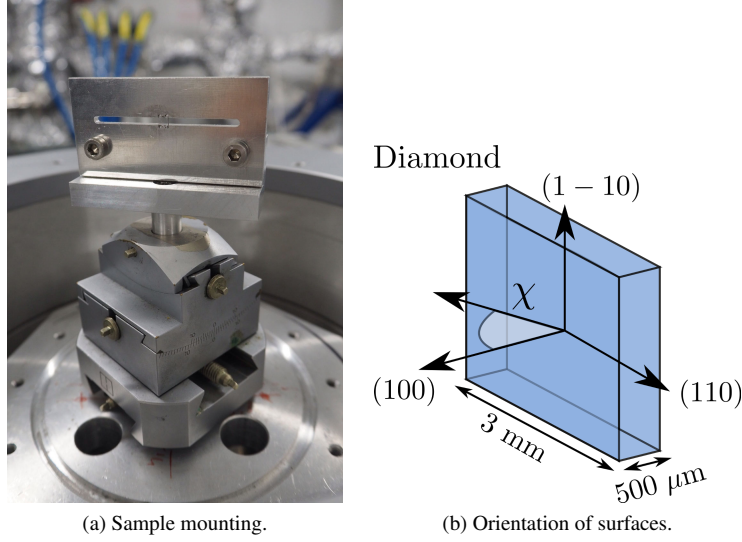 Diamond
(1 − 10)
χ
(100)
(110)
3 mm
500 μm
(a) Sample mounting.
(b) Orientation of surfaces.